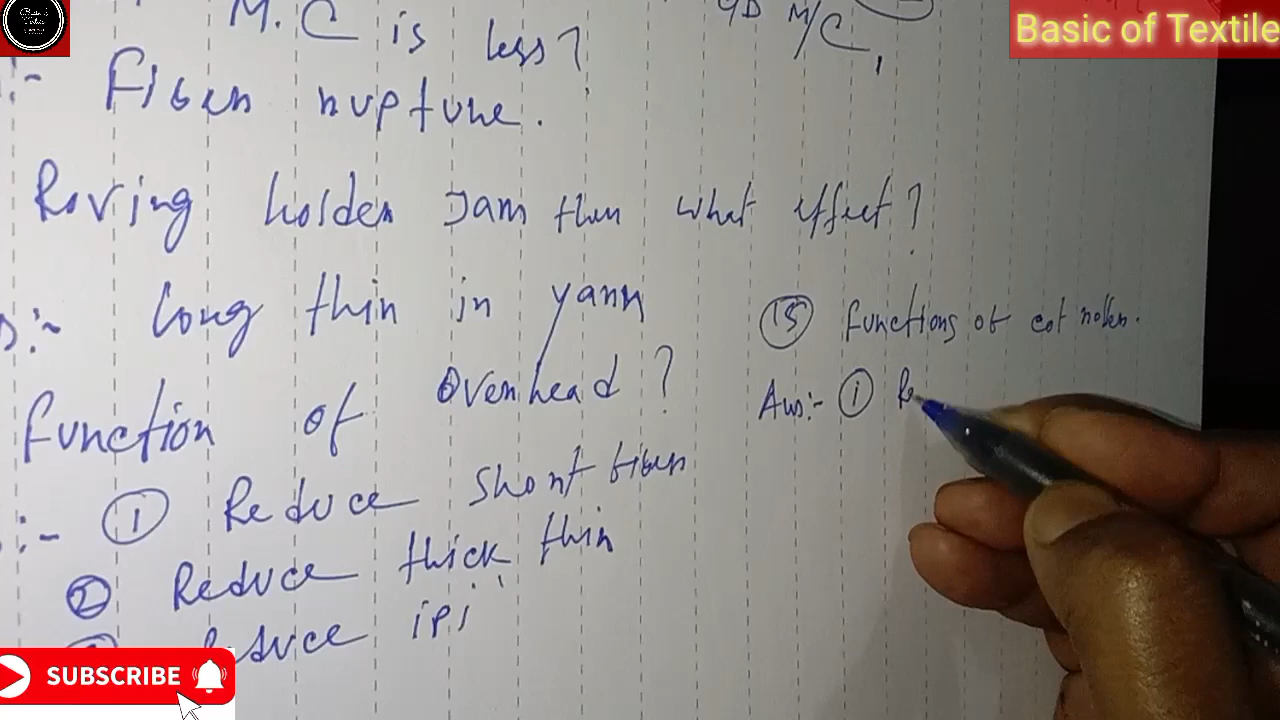 Basic of Textile
M.C is less?
M/C,
:- Fiber rupture.
Roving holder Jam then what effect?
:- Long thin in yarn
function of Overhead?
:- ① Reduce short fiber
② Reduce thick thin
Reduce ipi
⑮ functions of cot roller.
Ans:- ① Re
SUBSCRIBE